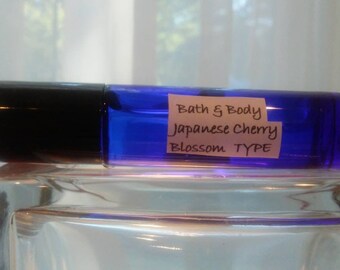 Bath & Body
Japanese Cherry
Blossom TYPE